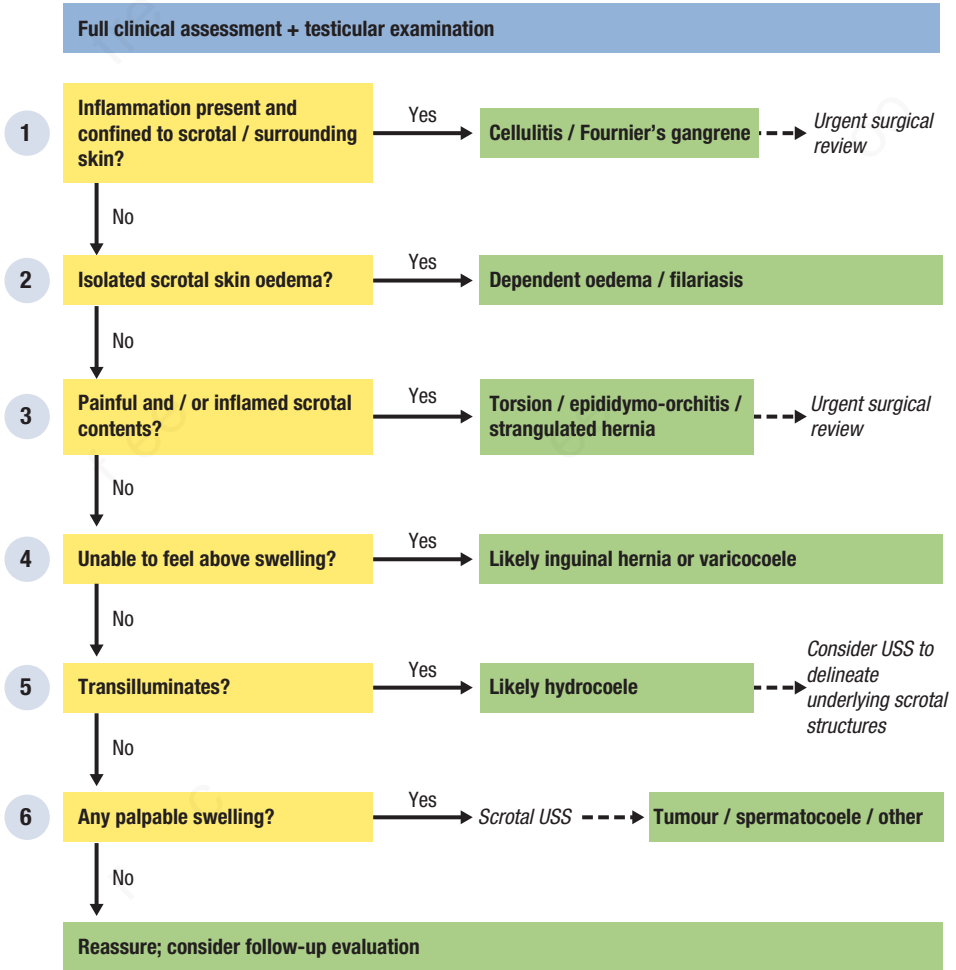 Full clinical assessment + testicular examination
1
Inflammation present and
confined to scrotal / surrounding
skin?
Yes
Cellulitis / Fournier's gangrene
Urgent surgical
review
No
2
Isolated scrotal skin oedema?
Yes
Dependent oedema / filariasis
No
3
Painful and / or inflamed scrotal
contents?
Yes
Torsion / epididymo-orchitis /
strangulated hernia
Urgent surgical
review
No
4
Unable to feel above swelling?
Yes
Likely inguinal hernia or varicocoele
No
5
Transilluminates?
Yes
Likely hydrocoele
Consider USS to
delineate
underlying scrotal
structures
No
6
Any palpable swelling?
Yes
Scrotal USS
Tumour / spermatocoele / other
No
Reassure; consider follow-up evaluation